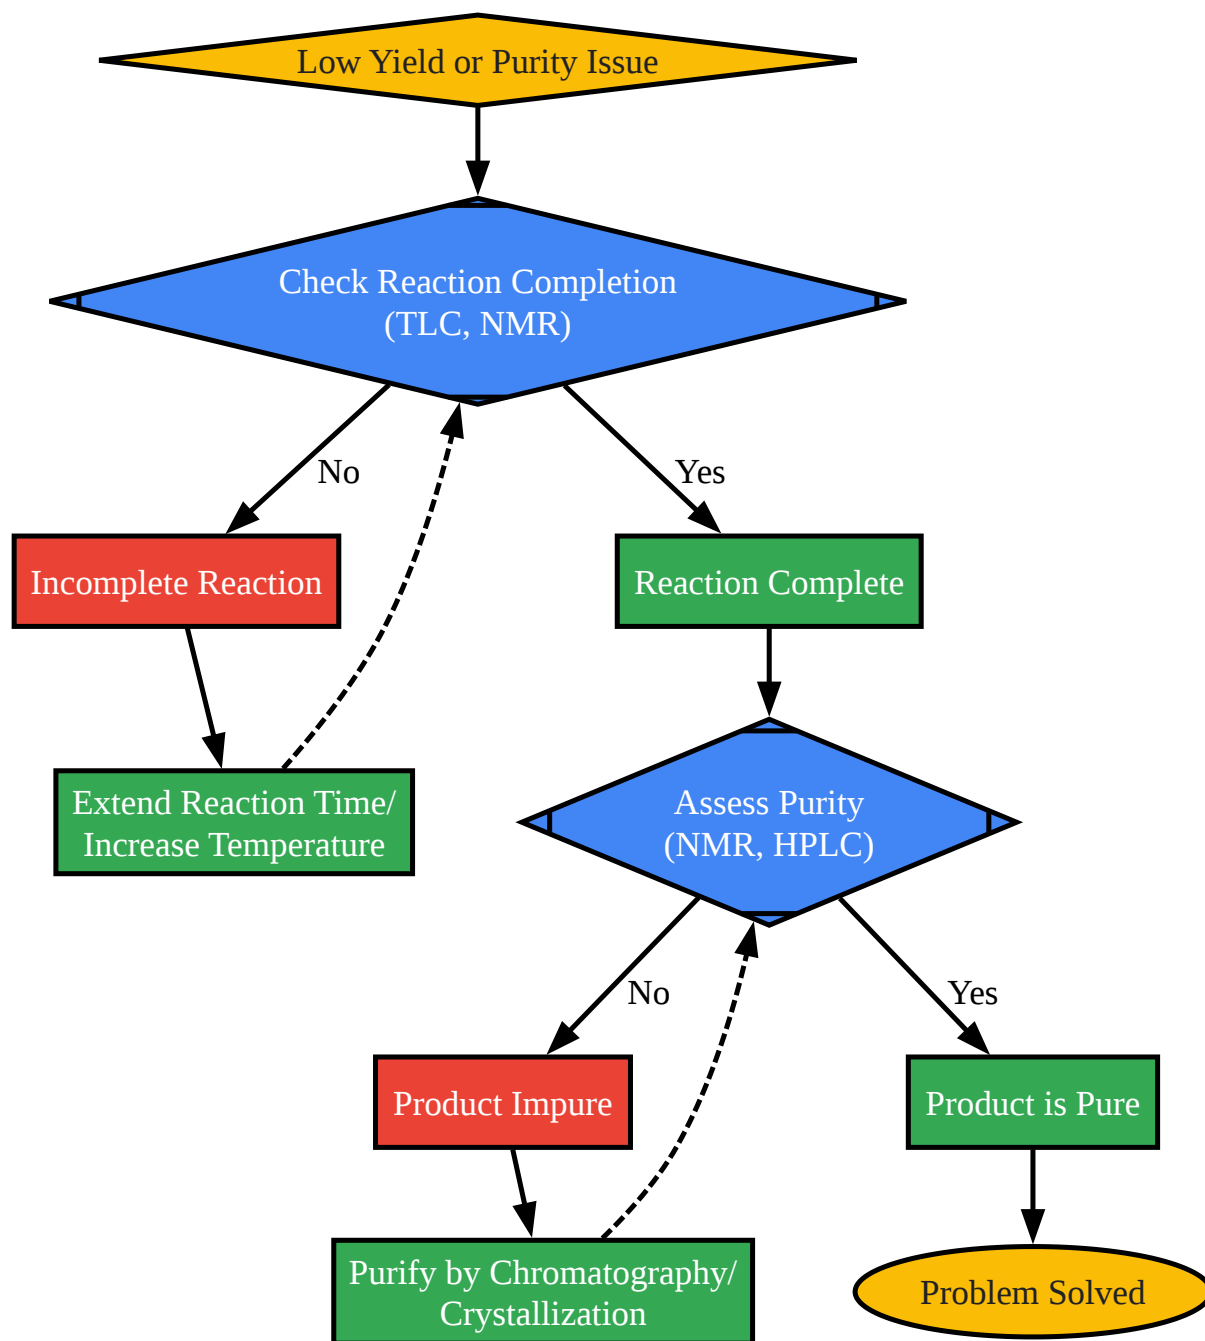 Low Yield or Purity Issue
Check Reaction Completion
(TLC, NMR)
No
Yes
Incomplete Reaction
Reaction Complete
Extend Reaction Time/
Increase Temperature
Assess Purity
(NMR, HPLC)
No
Yes
Product Impure
Product is Pure
Purify by Chromatography/
Crystallization
Problem Solved